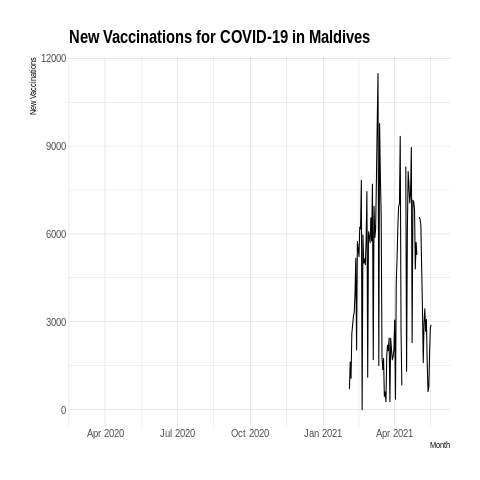 New Vaccinations for COVID-19 in Maldives
New Vaccinations
12000
9000
6000
3000
0
Apr 2020 Jul 2020 Oct 2020 Jan 2021 Apr 2021
Month